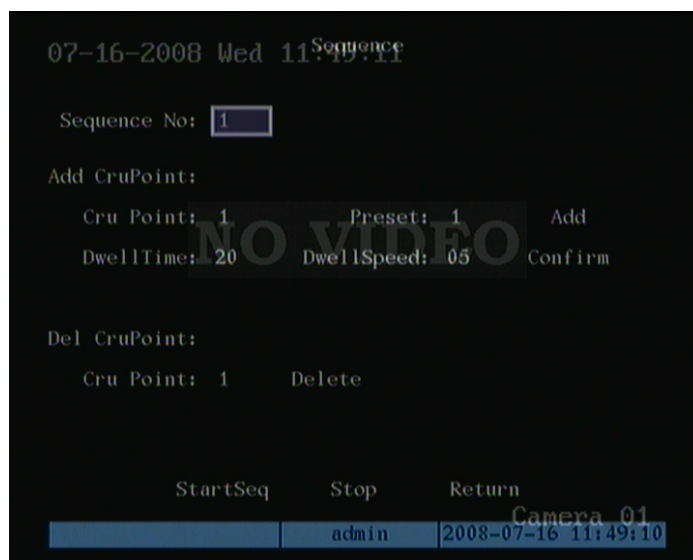 Sequence
07-16-2008 Wed 11:49:11
Sequence No: 1
Add CruPoint:
Cru Point: 1 Preset: 1 Add
NO VIDEO
DwellTime: 20 DwellSpeed: 05 Confirm
Del CruPoint:
Cru Point: 1 Delete
StartSeq Stop Return
Camera 01
admin 2008-07-16 11:49:10